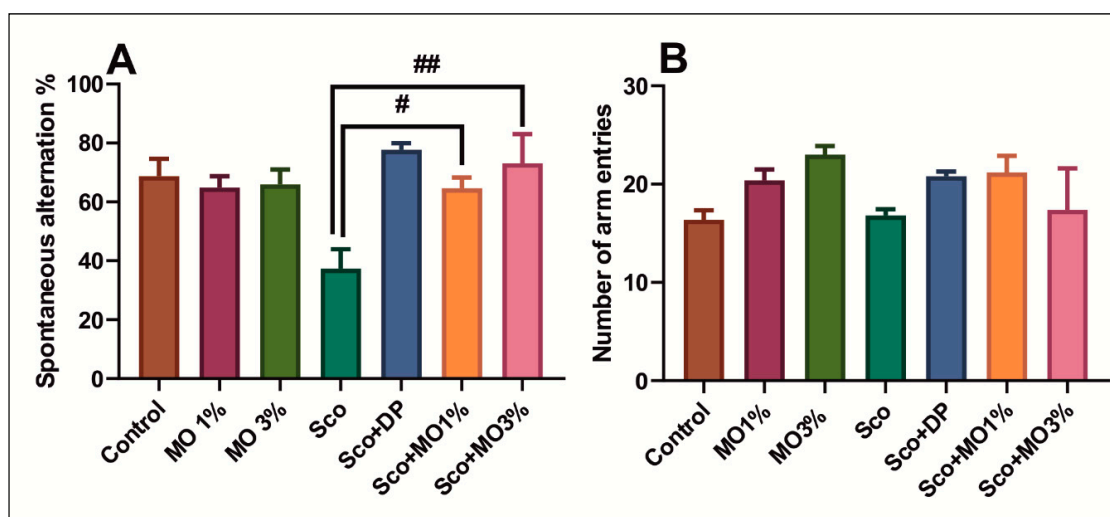 A
Spontaneous alternation %
100
80
60
40
20
0
##
#
Control
MO 1%
MO 3%
Sco
Sco+DP
Sco+MO1%
Sco+MO3%
B
Number of arm entries
30
20
10
0
Control
MO1%
MO3%
Sco
Sco+DP
Sco+MO1%
Sco+MO3%